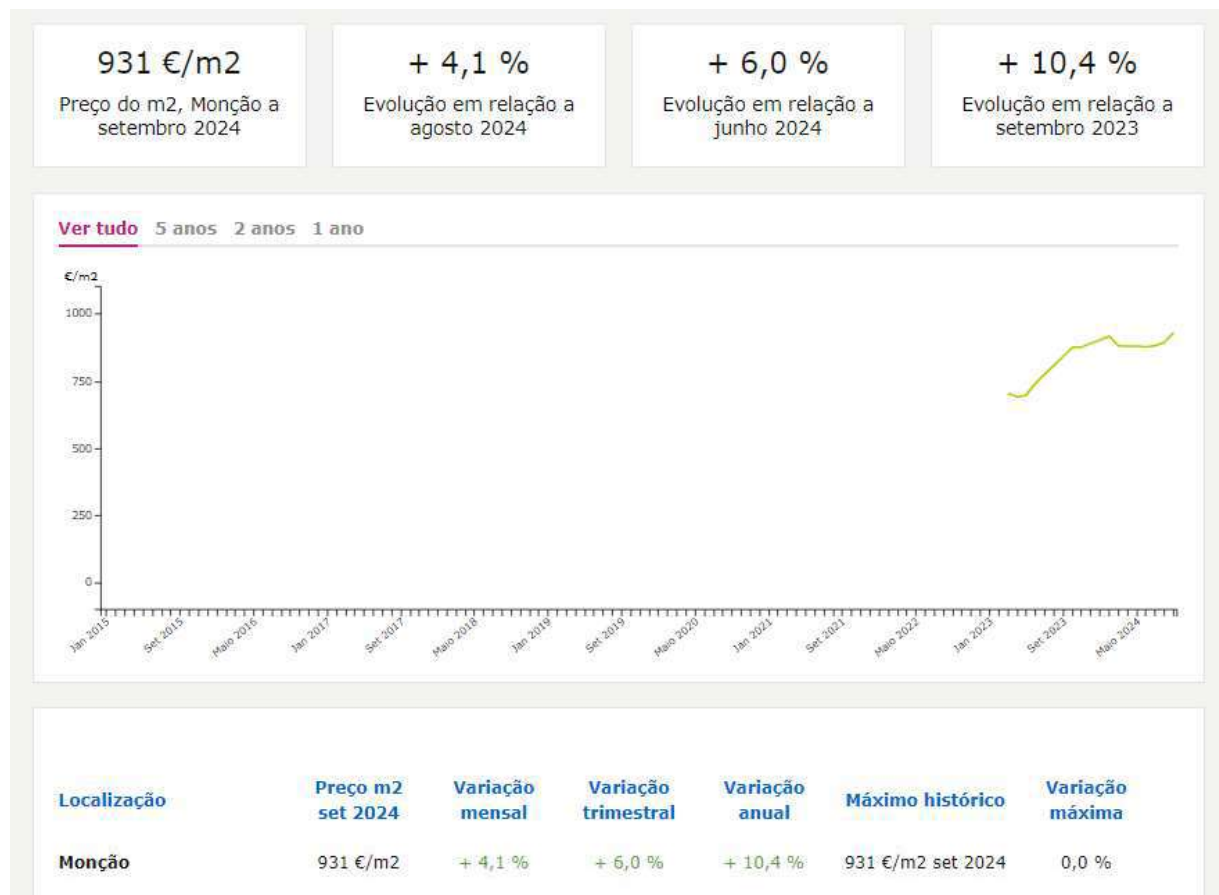 931 €/m2
Preço do m2, Monção a
setembro 2024
+ 4,1 %
Evolução em relação a
agosto 2024
+ 6,0 %
Evolução em relação a
junho 2024
+ 10,4 %
Evolução em relação a
setembro 2023
Ver tudo 5 anos 2 anos 1 ano
€/m2
1000
750
500
250
0
Jan 2015 Set 2015 Maio 2016 Jan 2017 Set 2017 Maio 2018 Jan 2019 Set 2019 Maio 2020 Jan 2021 Set 2021 Maio 2022 Jan 2023 Set 2023 Maio 2024
Localização
Preço m2
set 2024
Variação
mensal
Variação
trimestral
Variação
anual
Máximo histórico
Variação
máxima
Monção 931 €/m2 + 4,1 % + 6,0 % + 10,4 % 931 €/m2 set 2024 0,0 %